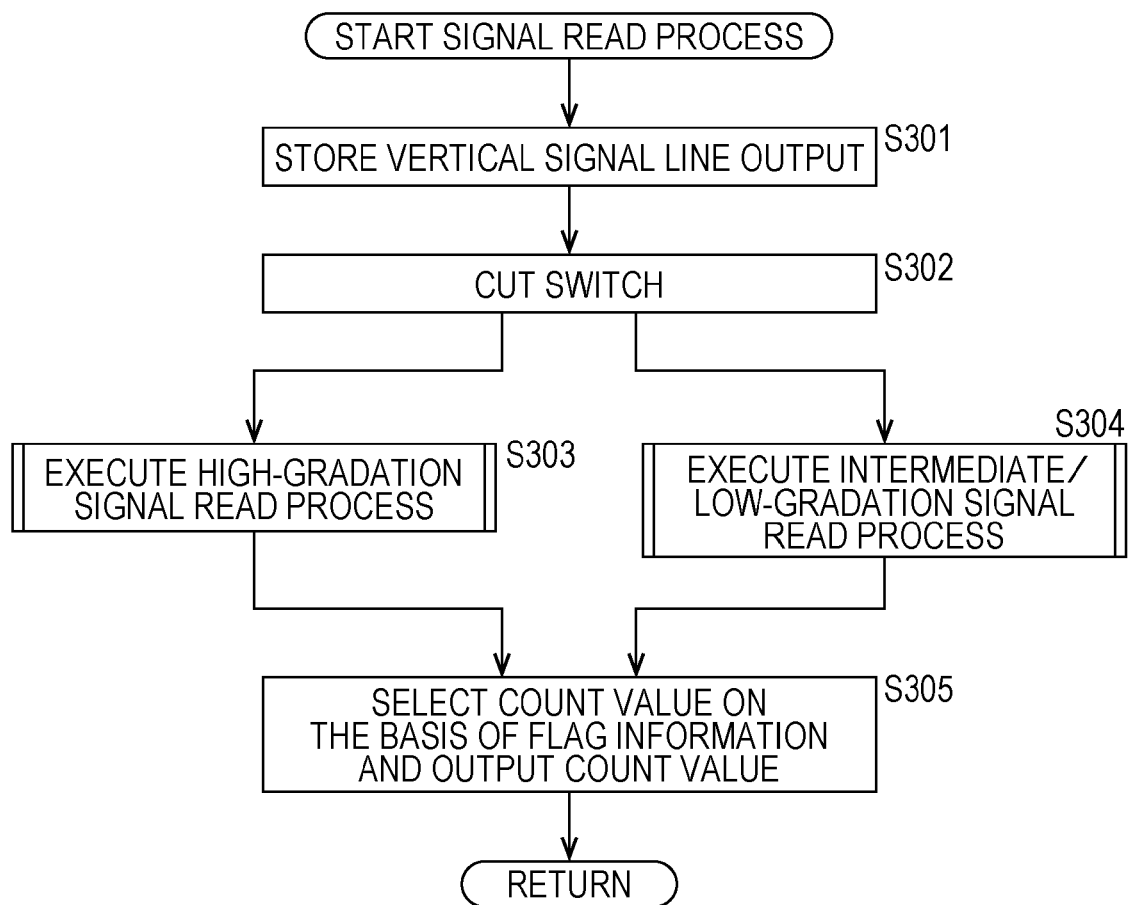 START SIGNAL READ PROCESS
S301
STORE VERTICAL SIGNAL LINE OUTPUT
S302
CUT SWITCH
S303
EXECUTE HIGH-GRADATION
SIGNAL READ PROCESS
S304
EXECUTE INTERMEDIATE/
LOW-GRADATION SIGNAL
READ PROCESS
S305
SELECT COUNT VALUE ON
THE BASIS OF FLAG INFORMATION
AND OUTPUT COUNT VALUE
RETURN